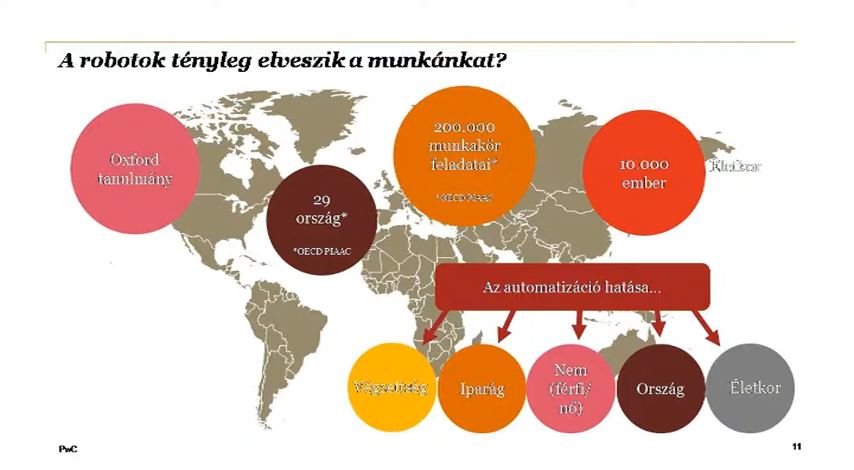 A robotok tényleg elveszik a munkánkat?
Oxford
tanulmány
29
ország*
*OECD PIAAC
200.000
munkakör
feladatai*
*OECD PIAAC
10.000
ember
Életkor
Az automatizáció hatása...
Végzettség
Iparág
Nem
(férfi/
nő)
Ország
Életkor
PwC
11